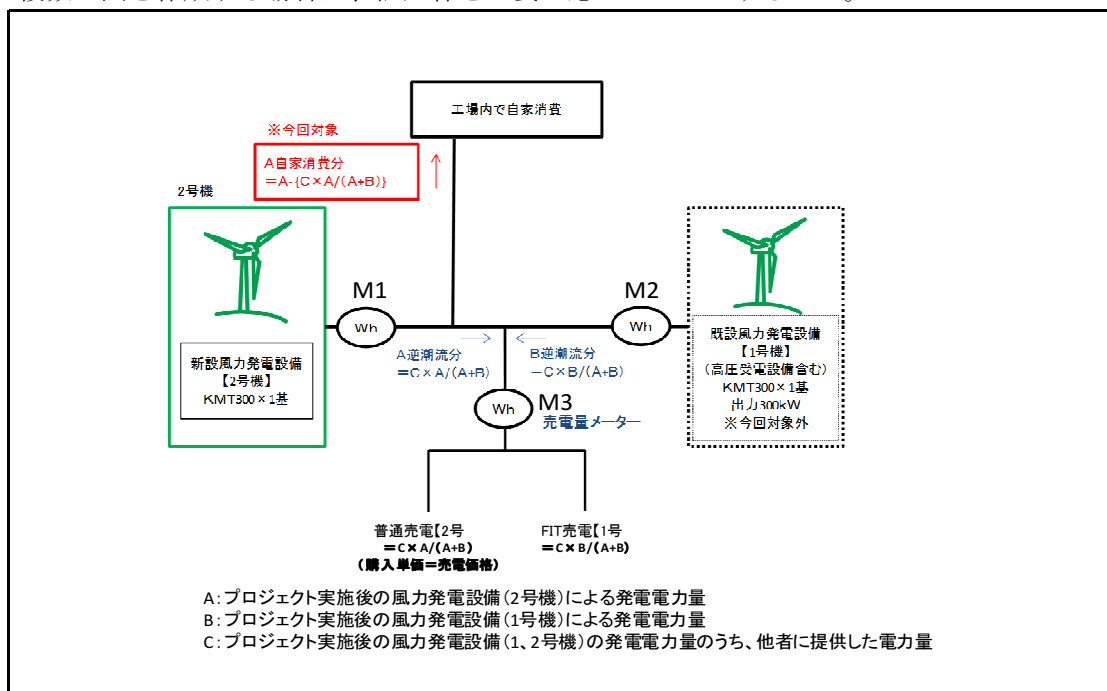 工場内で自家消費
※今回対象
A自家消費分
=A-{C×A/(A+B)}
2号機
M1
Wh
M2
Wh
新設風力発電設備
【2号機】
KMT300×1基
A逆潮流分
=C×A/(A+B)
B逆潮流分
=C×B/(A+B)
既設風力発電設備
【1号機】
(高圧受電設備含む)
KMT300×1基
出力300kW
※今回対象外
Wh
M3
売電量メーター
普通売電【2号
=C×A/(A+B)
(購入単価=売電価格)
FIT売電【1号
=C×B/(A+B)
A:プロジェクト実施後の風力発電設備(2号機)による発電電力量
B:プロジェクト実施後の風力発電設備(1号機)による発電電力量
C:プロジェクト実施後の風力発電設備(1、2号機)の発電電力量のうち、他者に提供した電力量